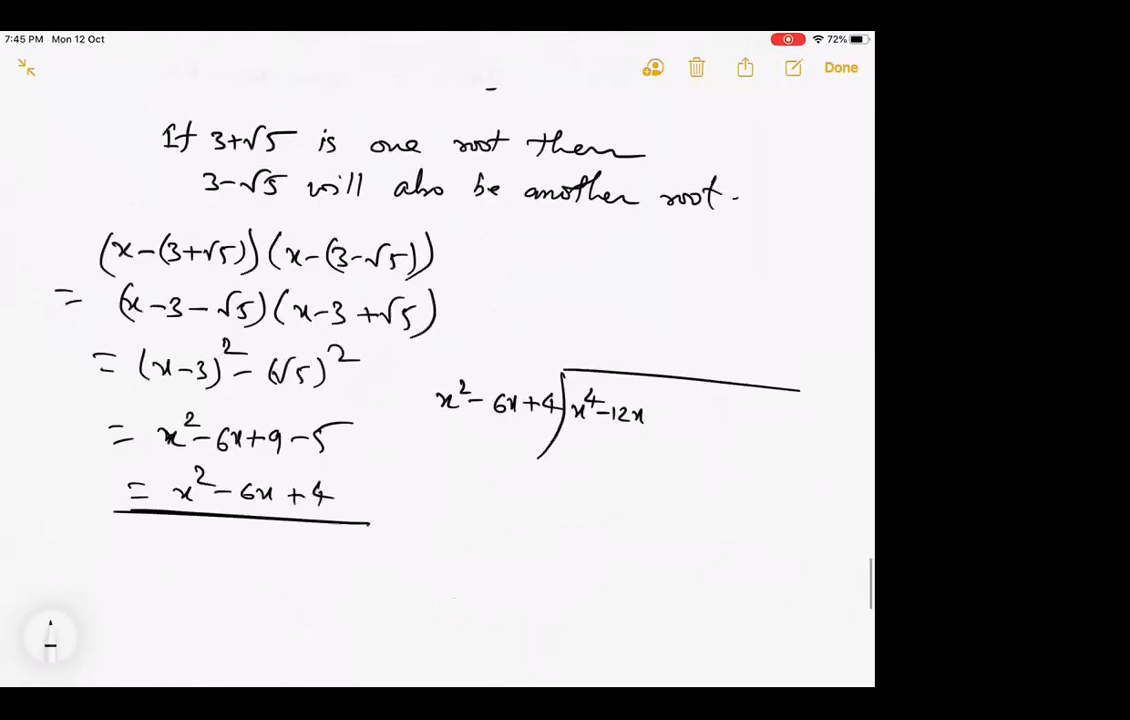 7:45 PM Mon 12 Oct
72%
Done
If 3+√5 is one root then
3-√5 will also be another root.
(x-(3+√5))(x-(3-√5))
= (x-3-√5)(x-3+√5)
= (x-3)² - (√5)²
x² - 6x + 4 ) x⁴ - 12x
= x² - 6x + 9 - 5
= x² - 6x + 4